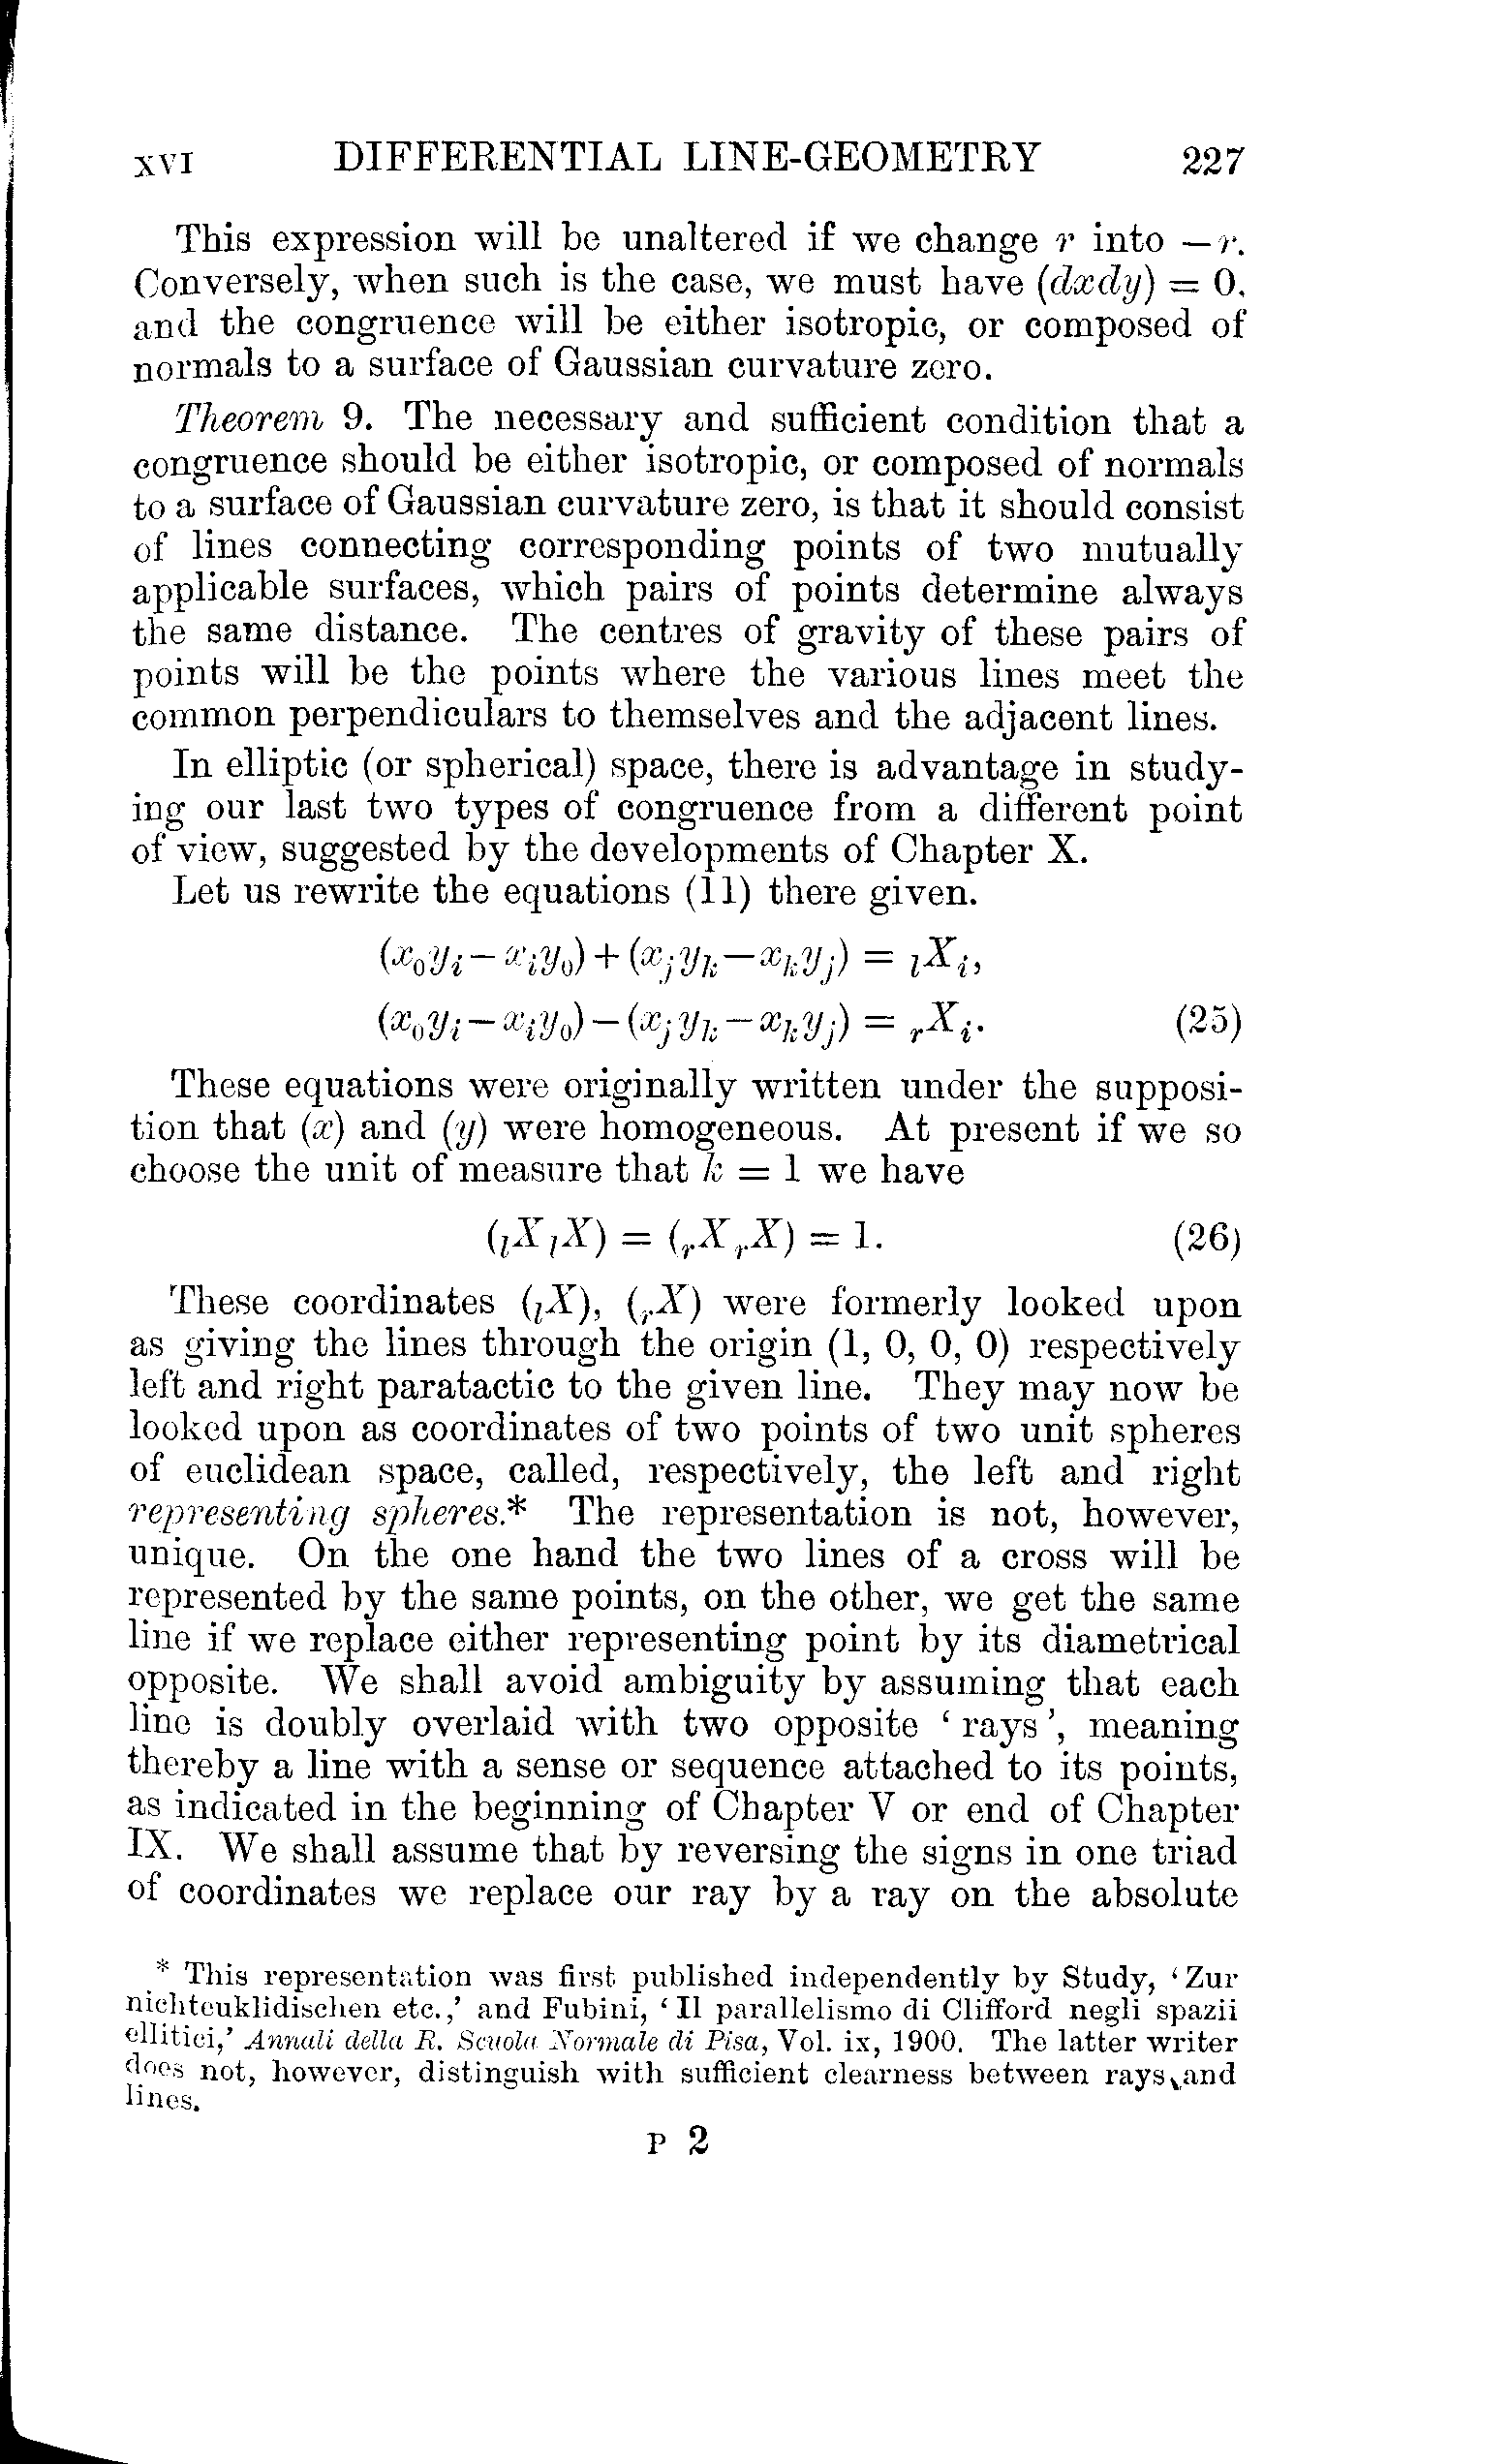 XVI DIFFERENTIAL LINE-GEOMETRY 227
This expression will be unaltered if we change r into −r.
Conversely, when such is the case, we must have (dxdy) = 0,
and the congruence will be either isotropic, or composed of
normals to a surface of Gaussian curvature zero.
Theorem 9. The necessary and sufficient condition that a
congruence should be either isotropic, or composed of normals
to a surface of Gaussian curvature zero, is that it should consist
of lines connecting corresponding points of two mutually
applicable surfaces, which pairs of points determine always
the same distance. The centres of gravity of these pairs of
points will be the points where the various lines meet the
common perpendiculars to themselves and the adjacent lines.
In elliptic (or spherical) space, there is advantage in study-
ing our last two types of congruence from a different point
of view, suggested by the developments of Chapter X.
Let us rewrite the equations (11) there given.
(x₀yᵢ − xᵢy₀) + (xⱼyₖ − xₖyⱼ) = ₗXᵢ,
(x₀yᵢ − xᵢy₀) − (xⱼyₖ − xₖyⱼ) = ᵣXᵢ. (25)
These equations were originally written under the supposi-
tion that (x) and (y) were homogeneous. At present if we so
choose the unit of measure that k = 1 we have
(ₗXₗX) = (ᵣXᵣX) = 1. (26)
These coordinates (ₗX), (ᵣX) were formerly looked upon
as giving the lines through the origin (1, 0, 0, 0) respectively
left and right paratactic to the given line. They may now be
looked upon as coordinates of two points of two unit spheres
of euclidean space, called, respectively, the left and right
representing spheres.* The representation is not, however,
unique. On the one hand the two lines of a cross will be
represented by the same points, on the other, we get the same
line if we replace either representing point by its diametrical
opposite. We shall avoid ambiguity by assuming that each
line is doubly overlaid with two opposite ‘rays’, meaning
thereby a line with a sense or sequence attached to its points,
as indicated in the beginning of Chapter V or end of Chapter
IX. We shall assume that by reversing the signs in one triad
of coordinates we replace our ray by a ray on the absolute
* This representation was first published independently by Study, ‘Zur
nichteuklidischen etc.,’ and Fubini, ‘Il parallelismo di Clifford negli spazii
ellitici,’ Annali della R. Scuola Normale di Pisa, Vol. ix, 1900. The latter writer
does not, however, distinguish with sufficient clearness between rays and
lines.
P 2